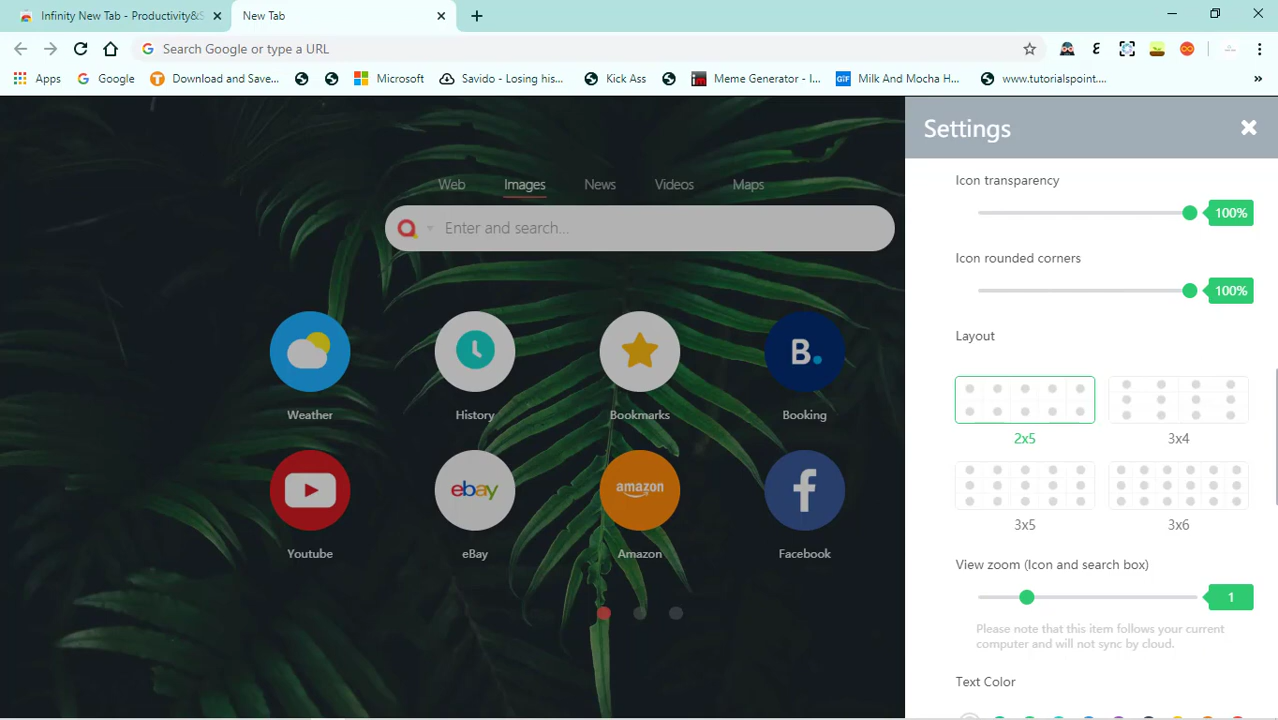 Infinity New Tab - Productivity&S
New Tab
Search Google or type a URL
Apps
Google
Download and Save...
Microsoft
Savido - Losing his...
Kick Ass
Meme Generator - I...
GIF
Milk And Mocha H...
www.tutorialspoint....
»
Settings
Web
Images
News
Videos
Maps
Enter and search...
Icon transparency
100%
Icon rounded corners
100%
Layout
2x5
3x4
3x5
3x6
B.
Weather
History
Bookmarks
Booking
ebay
amazon
f
Youtube
eBay
Amazon
Facebook
View zoom (Icon and search box)
1
Please note that this item follows your current
computer and will not sync by cloud.
Text Color